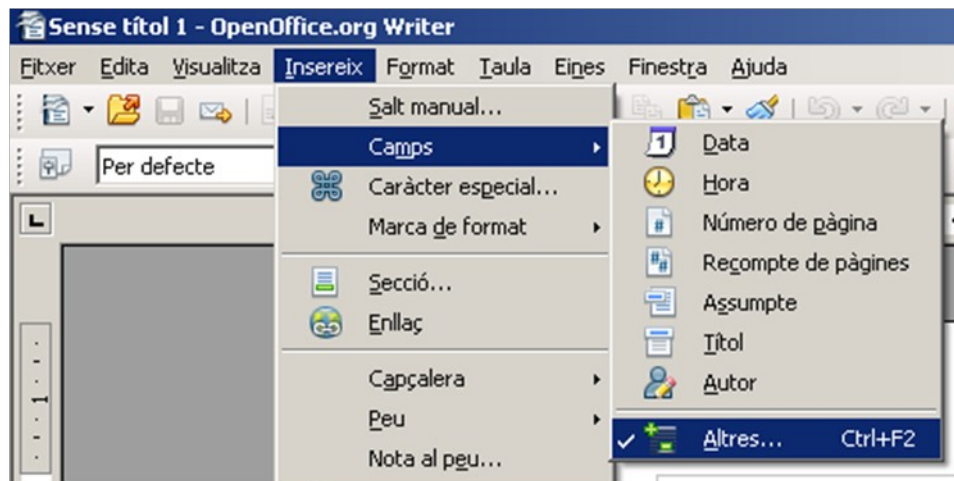 Sense títol 1 - OpenOffice.org Writer
Fitxer Edita Visualitza Insereix Format Taula Eines Finestra Ajuda
Per defecte
Salt manual...
Camps
Caràcter especial...
Marca de format
Secció...
Enllaç
Capçalera
Peu
Nota al peu...
Data
Hora
Número de pàgina
Recompte de pàgines
Assumpte
Títol
Autor
Altres... Ctrl+F2
1